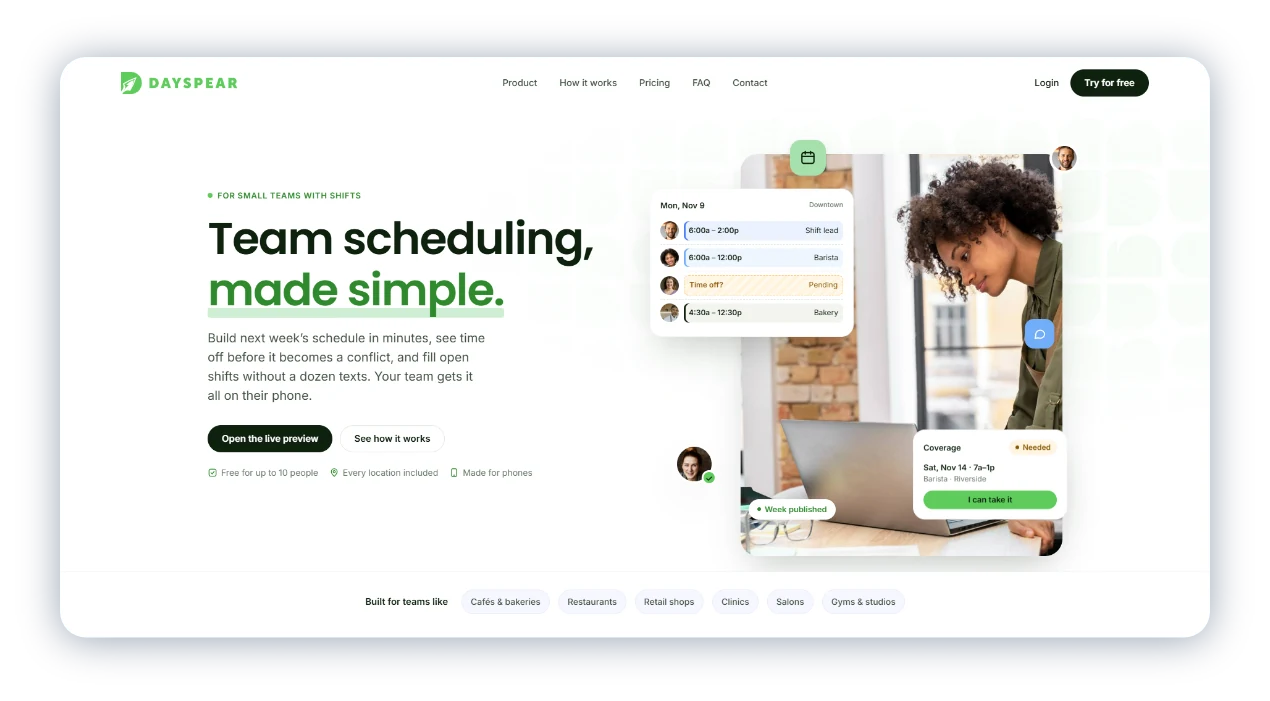 DAYSPEAR
Product
How it works
Pricing
FAQ
Contact
Login
Try for free
FOR SMALL TEAMS WITH SHIFTS
Team scheduling,
made simple.
Build next week's schedule in minutes, see time
off before it becomes a conflict, and fill open
shifts without a dozen texts. Your team gets it
all on their phone.
Open the live preview
See how it works
Free for up to 10 people
Every location included
Made for phones
Mon, Nov 9
Downtown
6:00a – 2:00p
Shift lead
6:00a – 12:00p
Barista
Time off?
Pending
4:30a – 12:30p
Bakery
Coverage
Needed
Sat, Nov 14 · 7a–1p
Barista · Riverside
I can take it
Week published
Built for teams like
Cafés & bakeries
Restaurants
Retail shops
Clinics
Salons
Gyms & studios